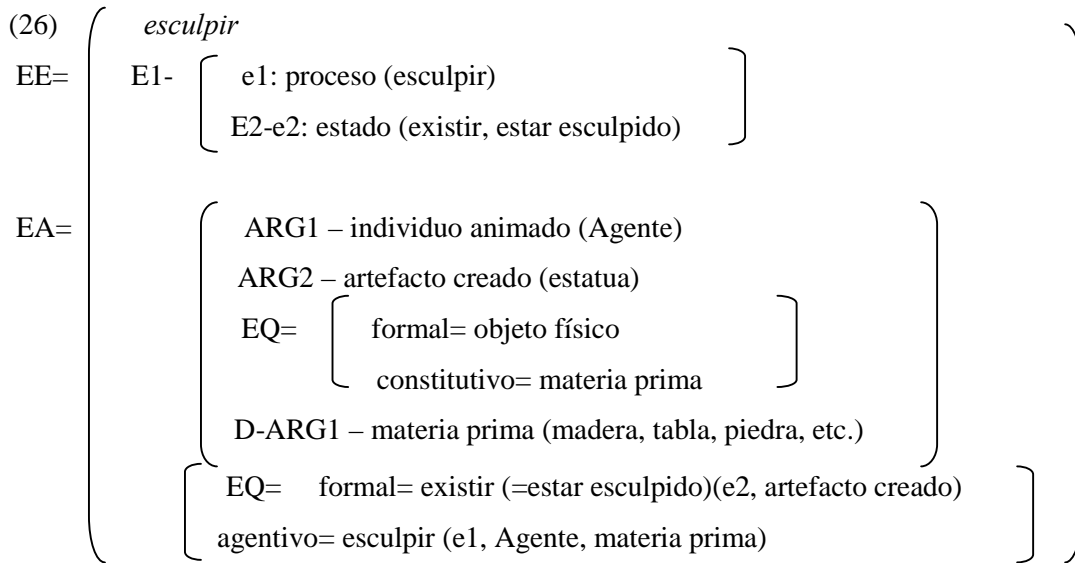 (26) esculpir
EE= E1- e1: proceso (esculpir)
E2-e2: estado (existir, estar esculpido)
EA= ARG1 – individuo animado (Agente)
ARG2 – artefacto creado (estatua)
EQ= formal= objeto físico
constitutivo= materia prima
D-ARG1 – materia prima (madera, tabla, piedra, etc.)
EQ= formal= existir (=estar esculpido)(e2, artefacto creado)
agentivo= esculpir (e1, Agente, materia prima)